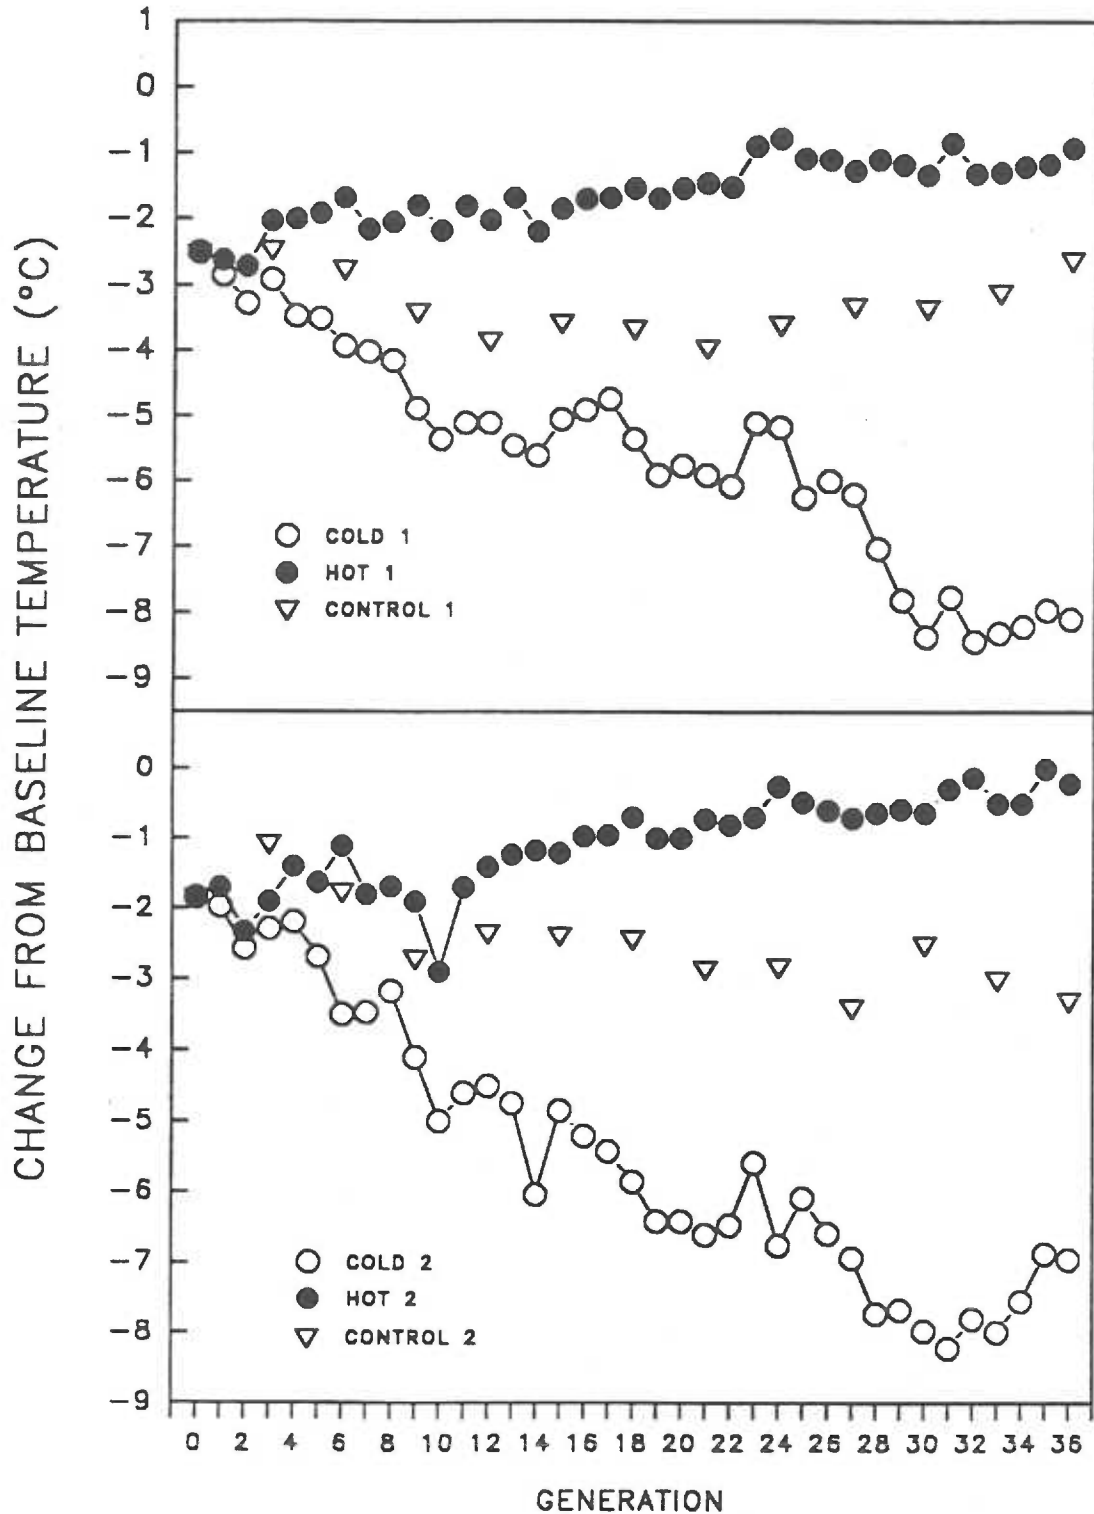 CHANGE FROM BASELINE TEMPERATURE (°C)
1
0
−1
−2
−3
−4
−5
−6
−7
−8
−9
COLD 1
HOT 1
CONTROL 1
0
−1
−2
−3
−4
−5
−6
−7
−8
−9
COLD 2
HOT 2
CONTROL 2
0 2 4 6 8 10 12 14 16 18 20 22 24 26 28 30 32 34 36
GENERATION